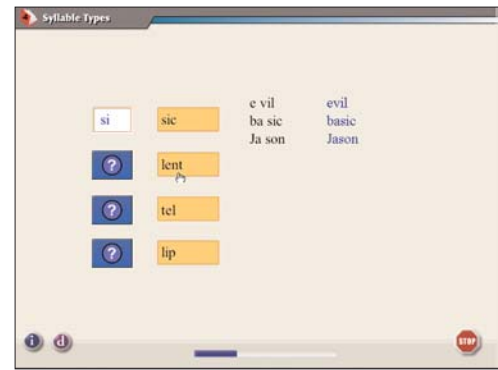 Syllable Types
si sic
? lent
? tel
? lip
e vil evil
ba sic basic
Ja son Jason
i d
STOP